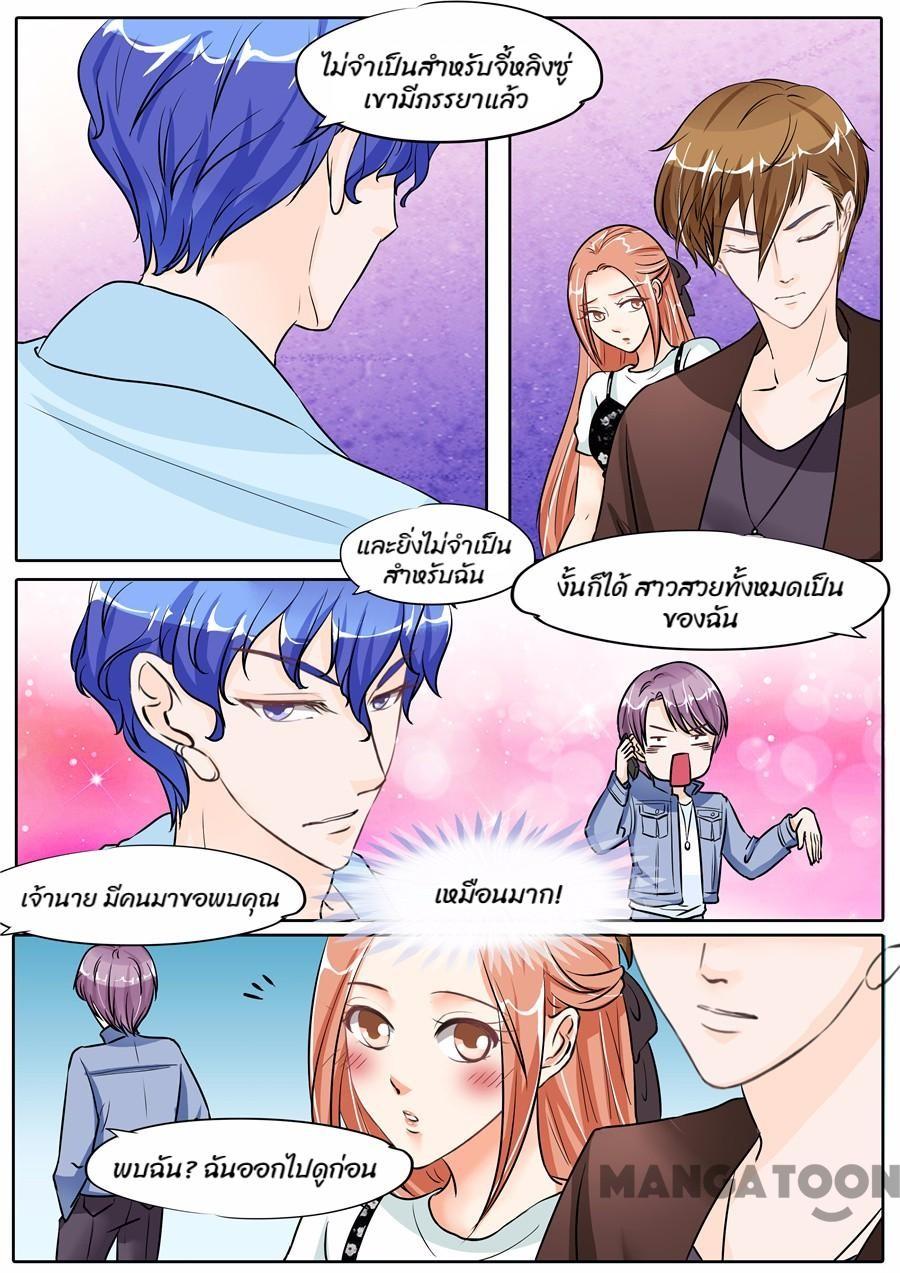 ไม่จำเป็นสำหรับจี้หลิงซู่
เขามีภรรยาแล้ว
และยิ่งไม่จำเป็น
สำหรับฉัน
งั้นก็ได้ สาวสวยทั้งหมดเป็น
ของฉัน
เจ้านาย มีคนมาขอพบคุณ
เหมือนมาก!
พบฉัน? ฉันออกไปดูก่อน
MANGATOON